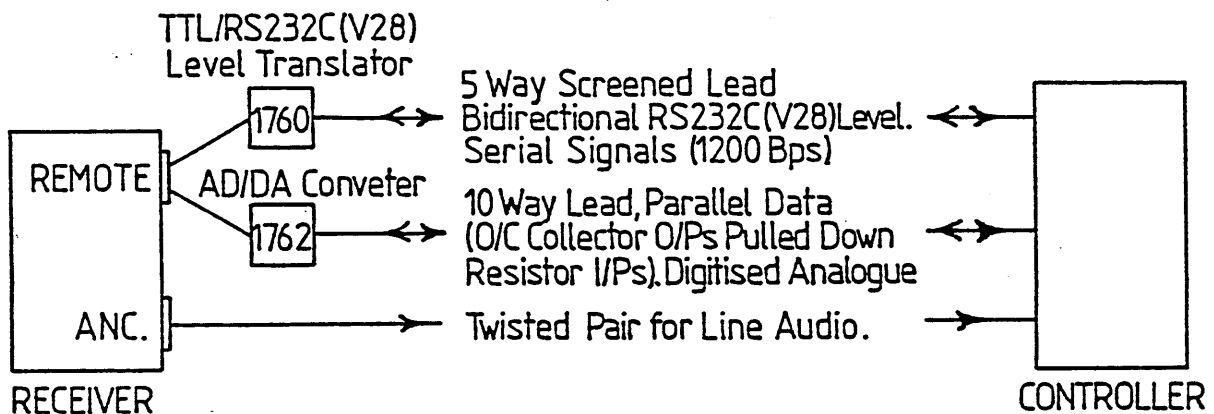 TTL/RS232C(V28)
Level Translator
1760
5 Way Screened Lead
Bidirectional RS232C(V28)Level.
Serial Signals (1200 Bps)
REMOTE
AD/DA Conveter
1762
10 Way Lead, Parallel Data
(O/C Collector O/Ps Pulled Down
Resistor I/Ps). Digitised Analogue
ANC.
Twisted Pair for Line Audio.
RECEIVER
CONTROLLER